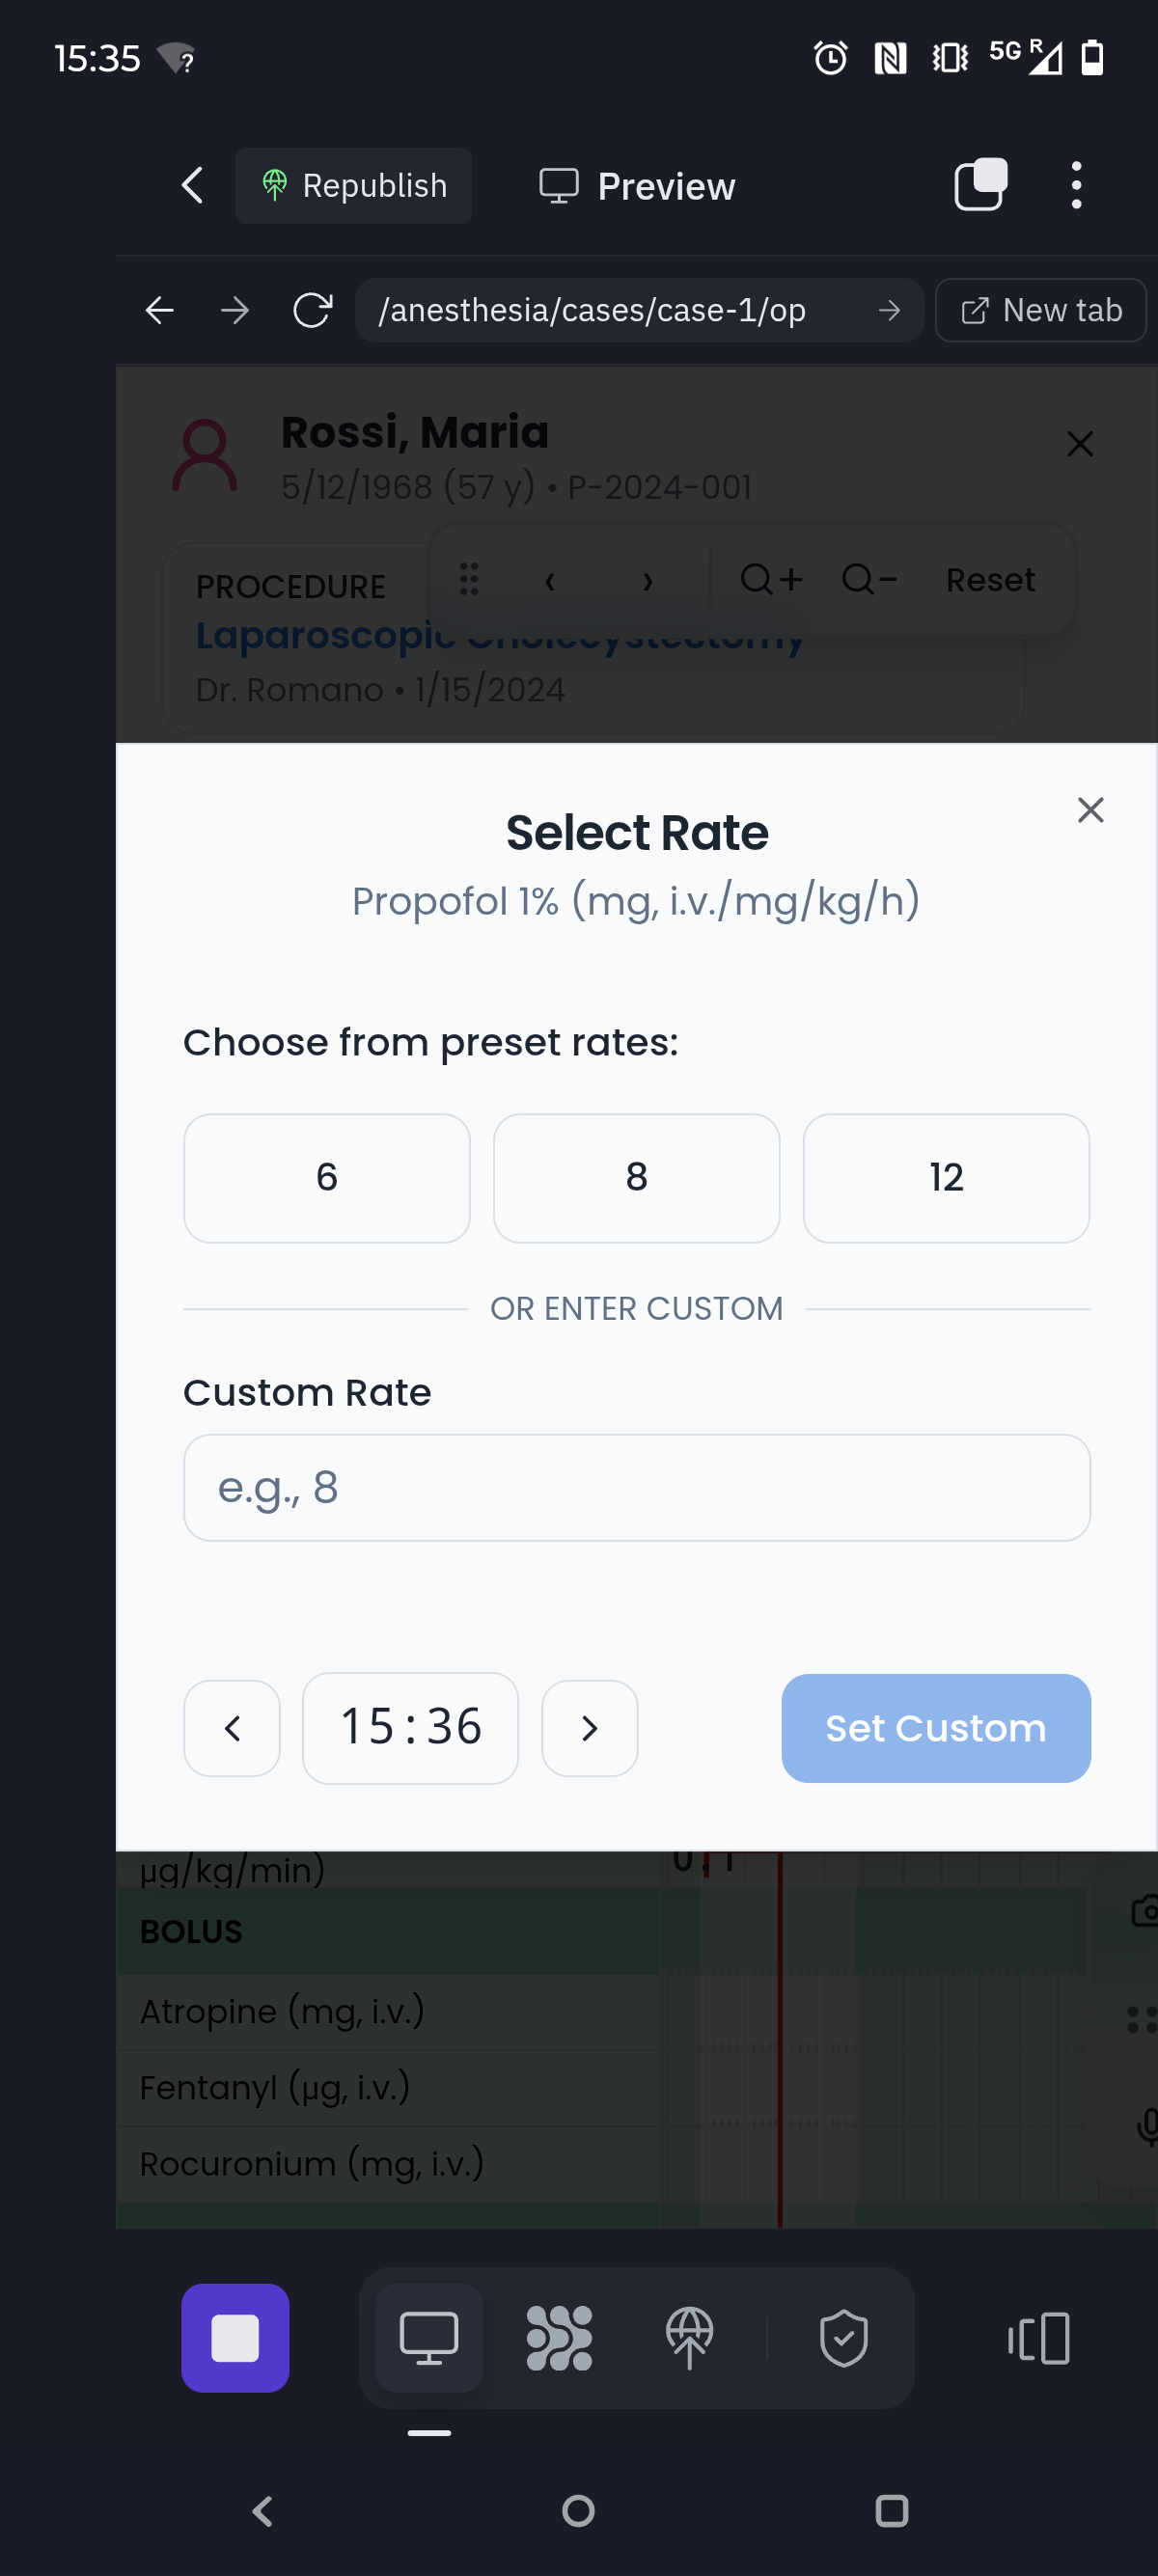 15:35
5G R
Republish
Preview
/anesthesia/cases/case-1/op
New tab
Rossi, Maria
5/12/1968 (57 y) • P-2024-001
PROCEDURE
‹ › + − Reset
Laparoscopic Cholecystectomy
Dr. Romano • 1/15/2024
Select Rate
Propofol 1% (mg, i.v./mg/kg/h)
Choose from preset rates:
6 8 12
OR ENTER CUSTOM
Custom Rate
e.g., 8
15:36
Set Custom
µg/kg/min)
BOLUS
Atropine (mg, i.v.)
Fentanyl (µg, i.v.)
Rocuronium (mg, i.v.)